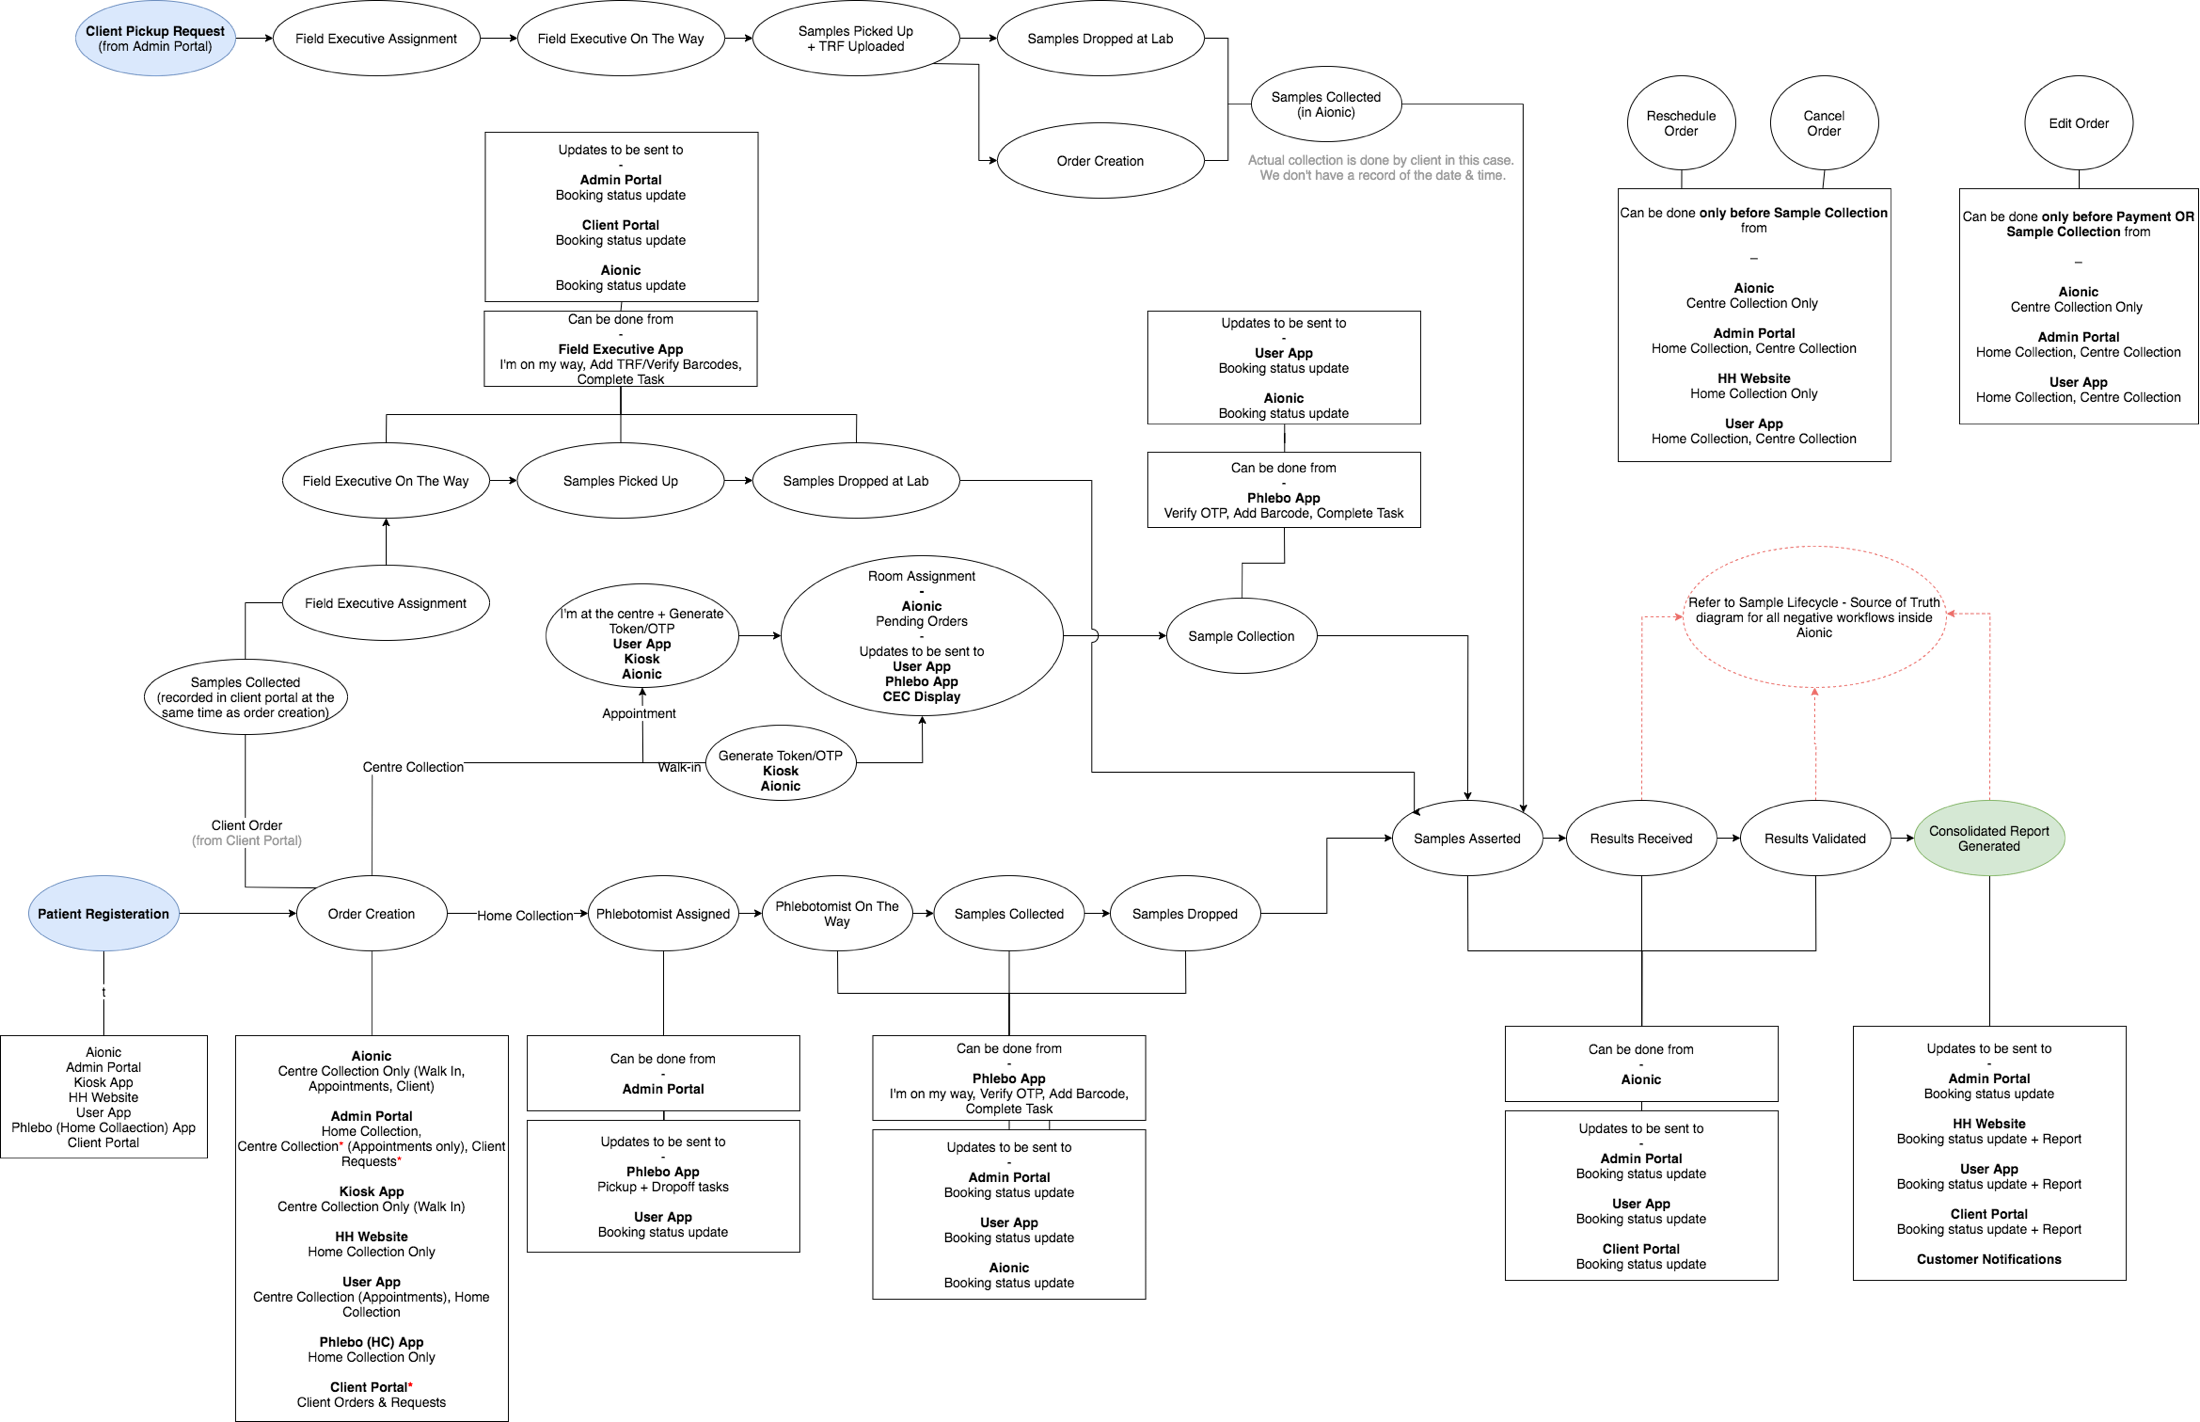 Client Pickup Request
(from Admin Portal)
Field Executive Assignment
Field Executive On The Way
Samples Picked Up
+ TRF Uploaded
Samples Dropped at Lab
Samples Collected
(in Aionic)
Order Creation
Actual collection is done by client in this case.
We don't have a record of the date & time.
Reschedule
Order
Cancel
Order
Edit Order
Can be done only before Sample Collection
from
–
Aionic
Centre Collection Only
Admin Portal
Home Collection, Centre Collection
HH Website
Home Collection Only
User App
Home Collection, Centre Collection
Can be done only before Payment OR
Sample Collection from
–
Aionic
Centre Collection Only
Admin Portal
Home Collection, Centre Collection
User App
Home Collection, Centre Collection
Updates to be sent to
-
Admin Portal
Booking status update
Client Portal
Booking status update
Aionic
Booking status update
Can be done from
-
Field Executive App
I'm on my way, Add TRF/Verify Barcodes,
Complete Task
Updates to be sent to
-
User App
Booking status update
Aionic
Booking status update
Can be done from
-
Phlebo App
Verify OTP, Add Barcode, Complete Task
Field Executive On The Way
Samples Picked Up
Samples Dropped at Lab
Field Executive Assignment
Samples Collected
(recorded in client portal at the
same time as order creation)
I'm at the centre + Generate
Token/OTP
User App
Kiosk
Aionic
Room Assignment
-
Aionic
Pending Orders
-
Updates to be sent to
User App
Phlebo App
CEC Display
Sample Collection
Refer to Sample Lifecycle - Source of Truth
diagram for all negative workflows inside
Aionic
Appointment
Centre Collection
Walk-in
Generate Token/OTP
Kiosk
Aionic
Client Order
(from Client Portal)
Samples Asserted
Results Received
Results Validated
Consolidated Report
Generated
Patient Registeration
Order Creation
Home Collection
Phlebotomist Assigned
Phlebotomist On The
Way
Samples Collected
Samples Dropped
t
Aionic
Admin Portal
Kiosk App
HH Website
User App
Phlebo (Home Collaection) App
Client Portal
Aionic
Centre Collection Only (Walk In,
Appointments, Client)
Admin Portal
Home Collection,
Centre Collection* (Appointments only), Client
Requests*
Kiosk App
Centre Collection Only (Walk In)
HH Website
Home Collection Only
User App
Centre Collection (Appointments), Home
Collection
Phlebo (HC) App
Home Collection Only
Client Portal*
Client Orders & Requests
Can be done from
-
Admin Portal
Updates to be sent to
-
Phlebo App
Pickup + Dropoff tasks
User App
Booking status update
Can be done from
-
Phlebo App
I'm on my way, Verify OTP, Add Barcode,
Complete Task
Updates to be sent to
-
Admin Portal
Booking status update
User App
Booking status update
Aionic
Booking status update
Can be done from
-
Aionic
Updates to be sent to
-
Admin Portal
Booking status update
User App
Booking status update
Client Portal
Booking status update
Updates to be sent to
-
Admin Portal
Booking status update
HH Website
Booking status update + Report
User App
Booking status update + Report
Client Portal
Booking status update + Report
Customer Notifications